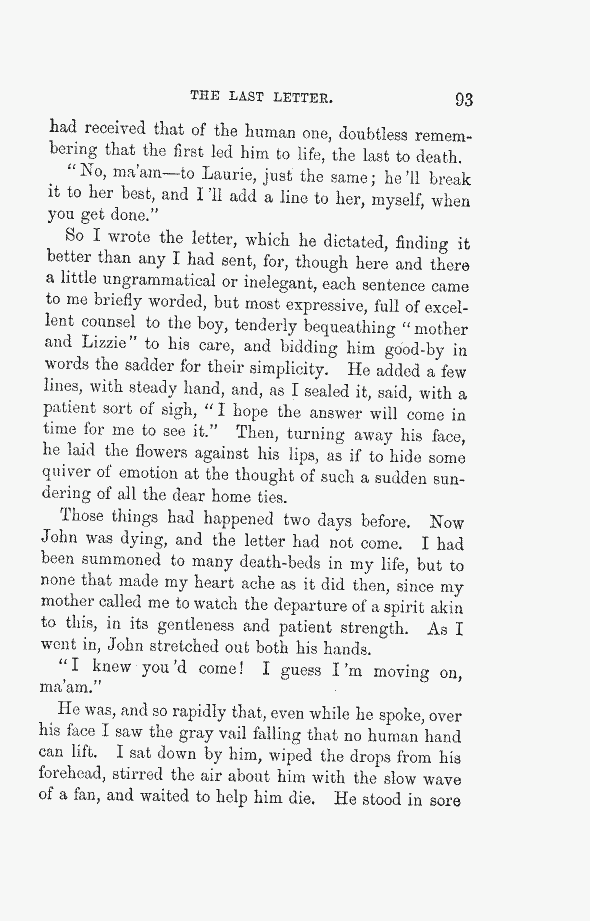 THE LAST LETTER. 93
had received that of the human one, doubtless remem-
bering that the first led him to life, the last to death.
"No, ma'am—to Laurie, just the same; he'll break
it to her best, and I'll add a line to her, myself, when
you get done."
So I wrote the letter, which he dictated, finding it
better than any I had sent, for, though here and there
a little ungrammatical or inelegant, each sentence came
to me briefly worded, but most expressive, full of excel-
lent counsel to the boy, tenderly bequeathing "mother
and Lizzie" to his care, and bidding him good-by in
words the sadder for their simplicity. He added a few
lines, with steady hand, and, as I sealed it, said, with a
patient sort of sigh, "I hope the answer will come in
time for me to see it." Then, turning away his face,
he laid the flowers against his lips, as if to hide some
quiver of emotion at the thought of such a sudden sun-
dering of all the dear home ties.
Those things had happened two days before. Now
John was dying, and the letter had not come. I had
been summoned to many death-beds in my life, but to
none that made my heart ache as it did then, since my
mother called me to watch the departure of a spirit akin
to this, in its gentleness and patient strength. As I
went in, John stretched out both his hands.
"I knew you'd come! I guess I'm moving on,
ma'am."
He was, and so rapidly that, even while he spoke, over
his face I saw the gray vail falling that no human hand
can lift. I sat down by him, wiped the drops from his
forehead, stirred the air about him with the slow wave
of a fan, and waited to help him die. He stood in sore